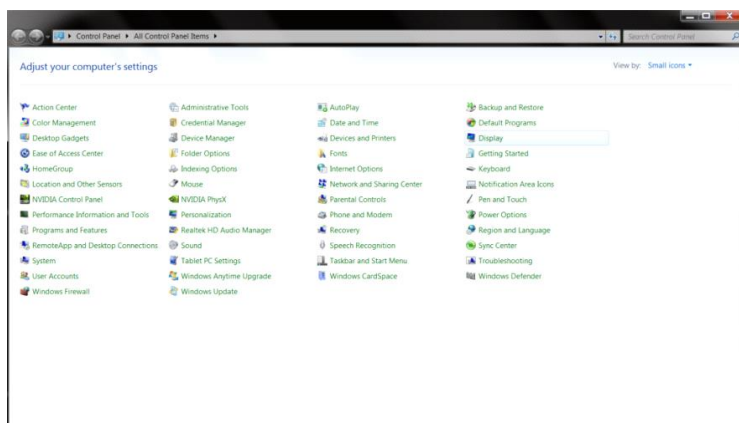 Control Panel ▸ All Control Panel Items ▸
Search Control Panel
Adjust your computer's settings
View by: Small icons
Action Center
Administrative Tools
AutoPlay
Backup and Restore
Color Management
Credential Manager
Date and Time
Default Programs
Desktop Gadgets
Device Manager
Devices and Printers
Display
Ease of Access Center
Folder Options
Fonts
Getting Started
HomeGroup
Indexing Options
Internet Options
Keyboard
Location and Other Sensors
Mouse
Network and Sharing Center
Notification Area Icons
NVIDIA Control Panel
NVIDIA PhysX
Parental Controls
Pen and Touch
Performance Information and Tools
Personalization
Phone and Modem
Power Options
Programs and Features
Realtek HD Audio Manager
Recovery
Region and Language
RemoteApp and Desktop Connections
Sound
Speech Recognition
Sync Center
System
Tablet PC Settings
Taskbar and Start Menu
Troubleshooting
User Accounts
Windows Anytime Upgrade
Windows CardSpace
Windows Defender
Windows Firewall
Windows Update